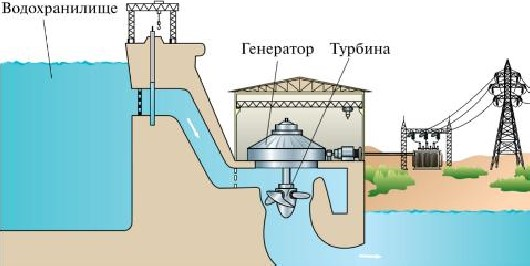 Водохранилище
Генератор Турбина